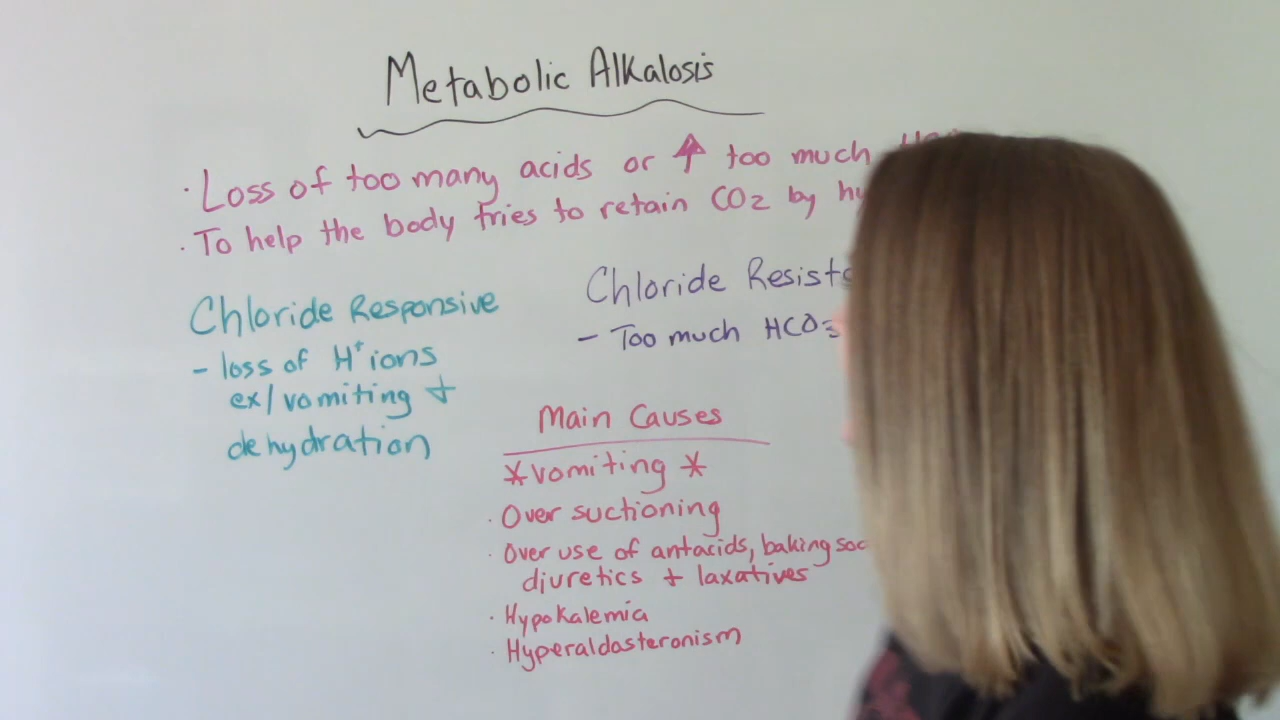 Metabolic Alkalosis
· Loss of too many acids or ↑ too much
· To help the body tries to retain CO2 by
Chloride Responsive
- loss of H+ ions
ex/vomiting +
dehydration
Chloride
- Too much HCO3
Main Causes
*vomiting *
· Over suctioning
· Over use of antacids, baking
diuretics + laxatives
· Hypokalemia
· Hyperaldosteronism